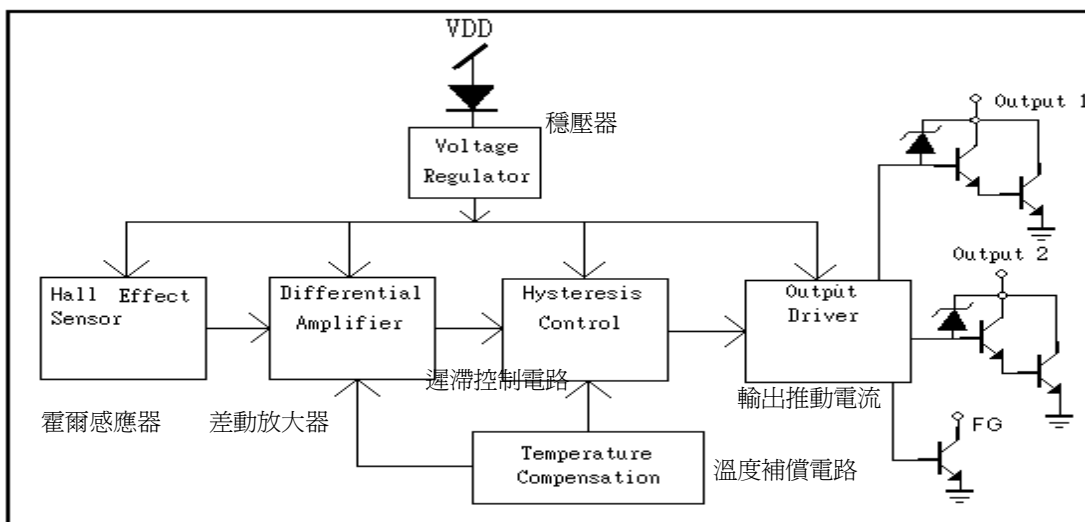 VDD
穩壓器
Voltage
Regulator
Output 1
Output 2
Hall Effect
Sensor
Differential
Amplifier
Hysteresis
Control
Output
Driver
遲滯控制電路
輸出推動電流
霍爾感應器
差動放大器
FG
Temperature
Compensation
溫度補償電路